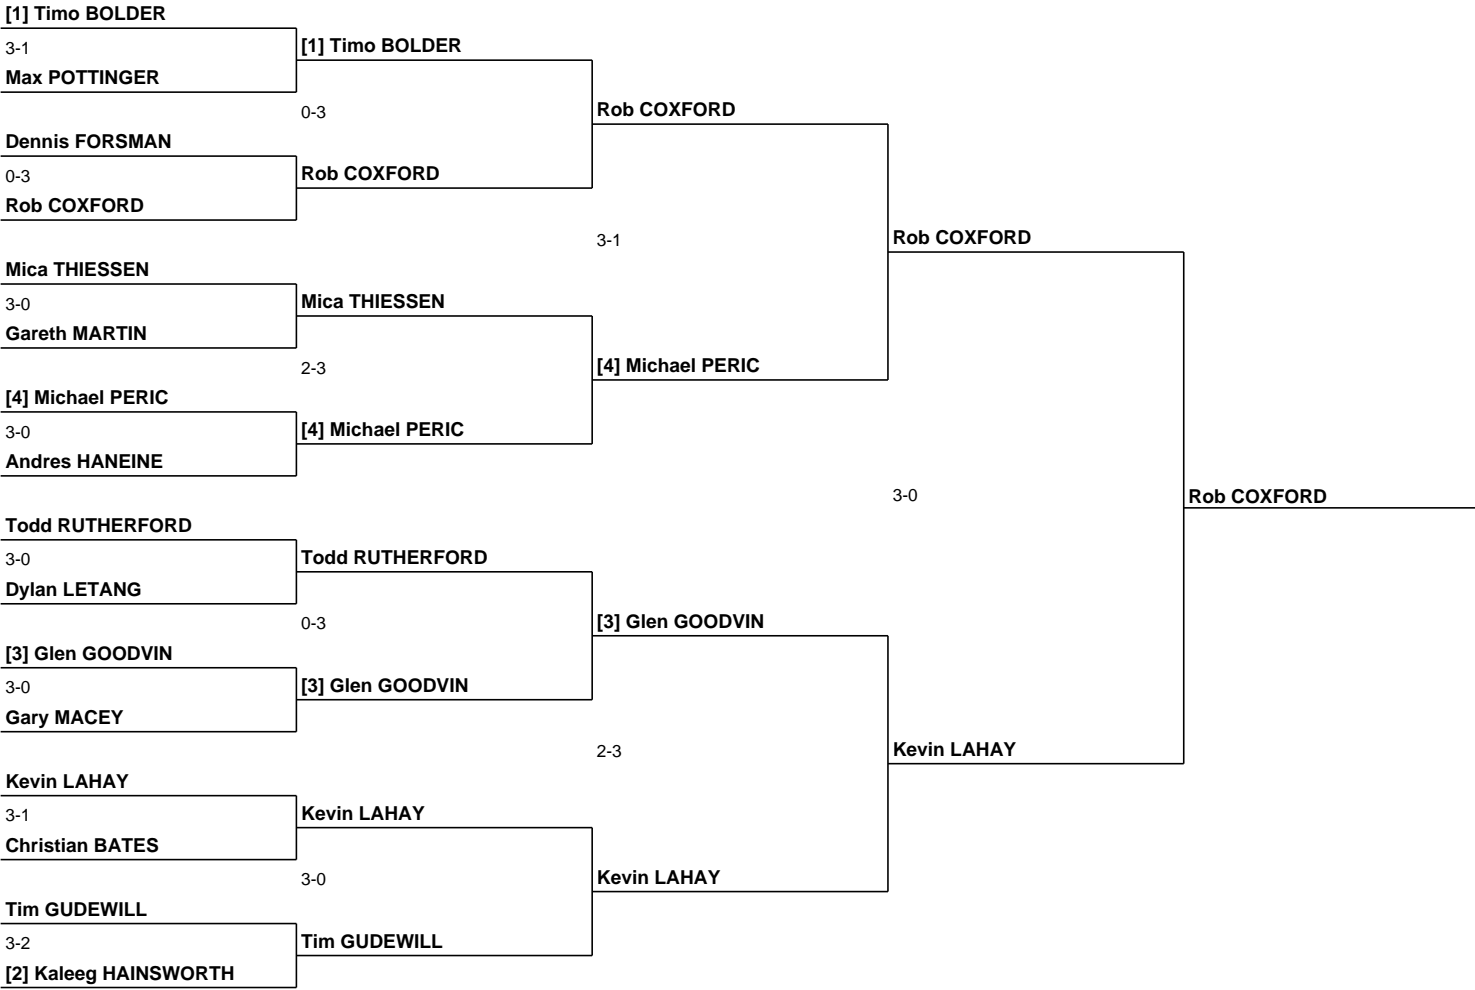 [1] Timo BOLDER
3-1
Max POTTINGER
Dennis FORSMAN
0-3
Rob COXFORD
Mica THIESSEN
3-0
Gareth MARTIN
[4] Michael PERIC
3-0
Andres HANEINE
Todd RUTHERFORD
3-0
Dylan LETANG
[3] Glen GOODVIN
3-0
Gary MACEY
Kevin LAHAY
3-1
Christian BATES
Tim GUDEWILL
3-2
[2] Kaleeg HAINSWORTH
[1] Timo BOLDER
0-3
Rob COXFORD
Mica THIESSEN
2-3
[4] Michael PERIC
Todd RUTHERFORD
0-3
[3] Glen GOODVIN
Kevin LAHAY
3-0
Tim GUDEWILL
Rob COXFORD
3-1
[4] Michael PERIC
[3] Glen GOODVIN
2-3
Kevin LAHAY
Rob COXFORD
3-0
Kevin LAHAY
Rob COXFORD